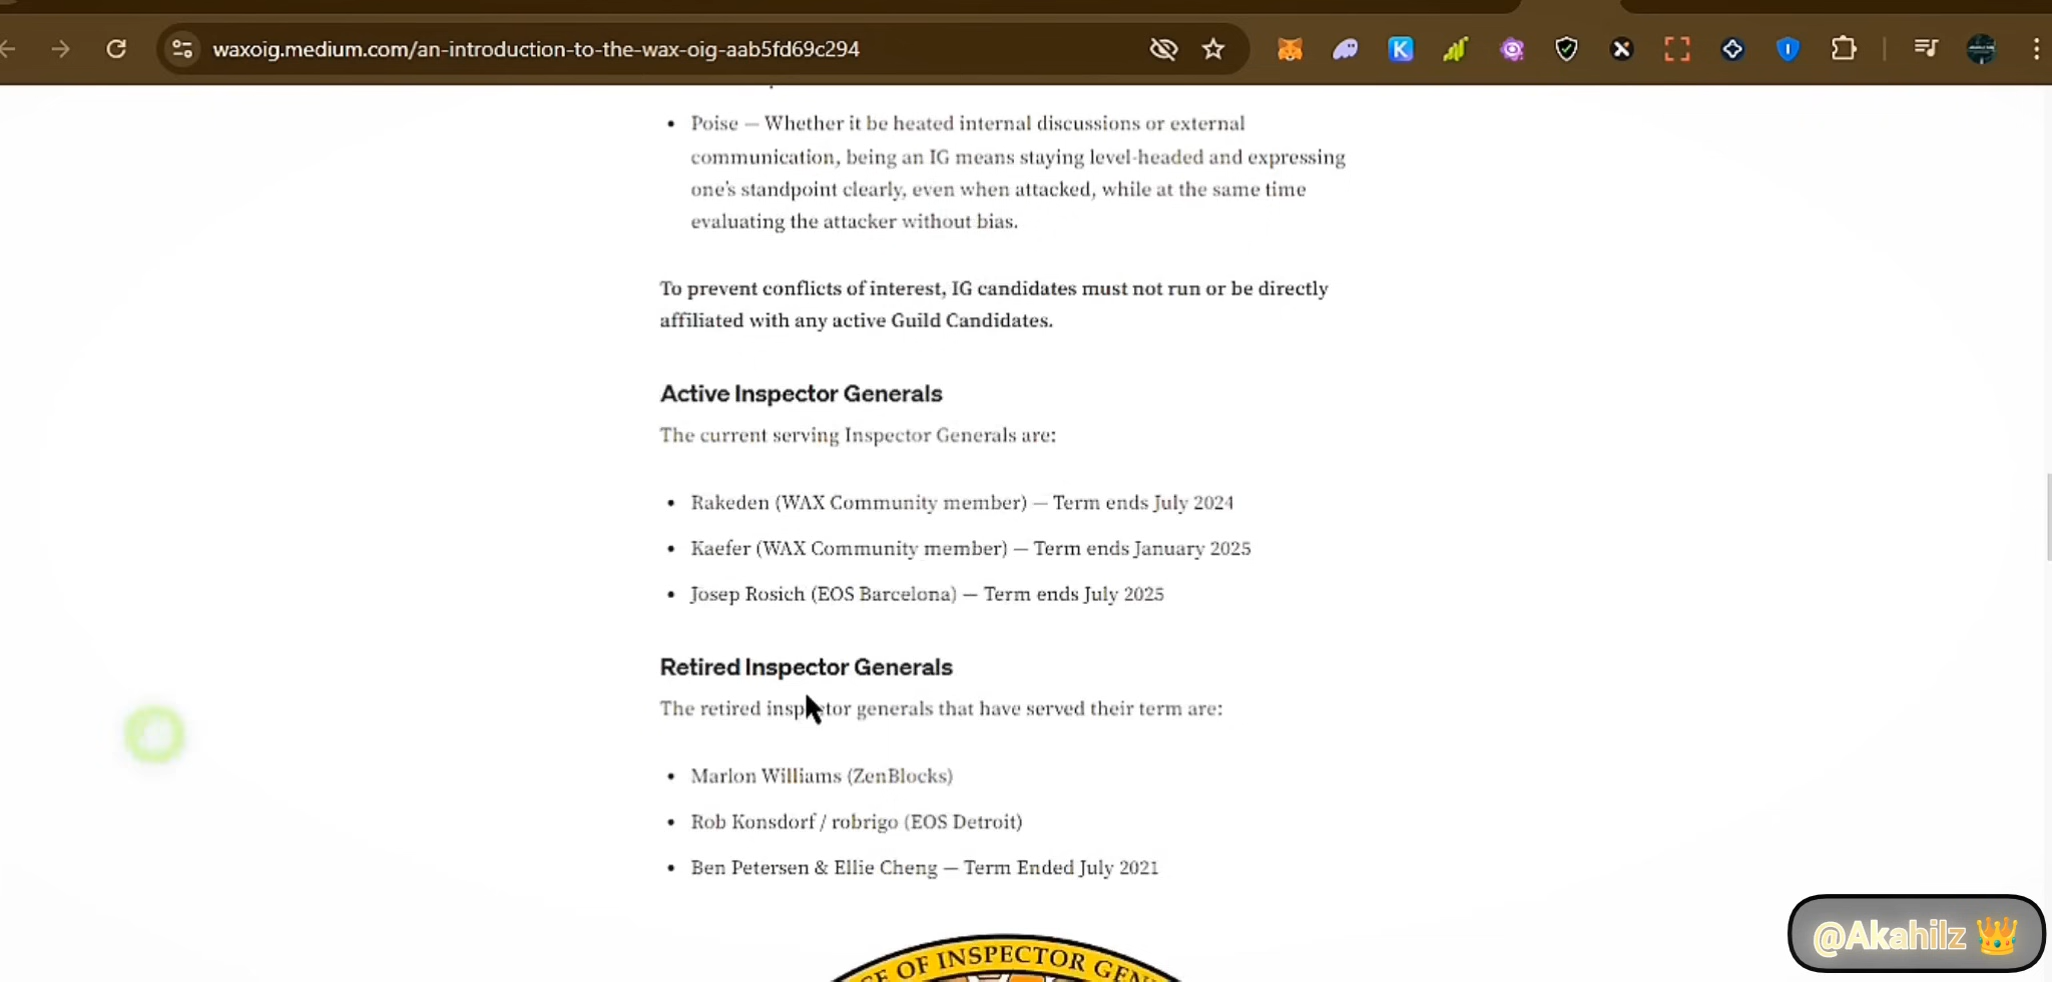 waxoig.medium.com/an-introduction-to-the-wax-oig-aab5fd69c294
• Poise — Whether it be heated internal discussions or external
communication, being an IG means staying level-headed and expressing
one's standpoint clearly, even when attacked, while at the same time
evaluating the attacker without bias.
To prevent conflicts of interest, IG candidates must not run or be directly
affiliated with any active Guild Candidates.
Active Inspector Generals
The current serving Inspector Generals are:
• Rakeden (WAX Community member) — Term ends July 2024
• Kaefer (WAX Community member) — Term ends January 2025
• Josep Rosich (EOS Barcelona) — Term ends July 2025
Retired Inspector Generals
The retired inspector generals that have served their term are:
• Marlon Williams (ZenBlocks)
• Rob Konsdorf / robrigo (EOS Detroit)
• Ben Petersen & Ellie Cheng — Term Ended July 2021
OF INSPECTOR
@Akahilz 👑